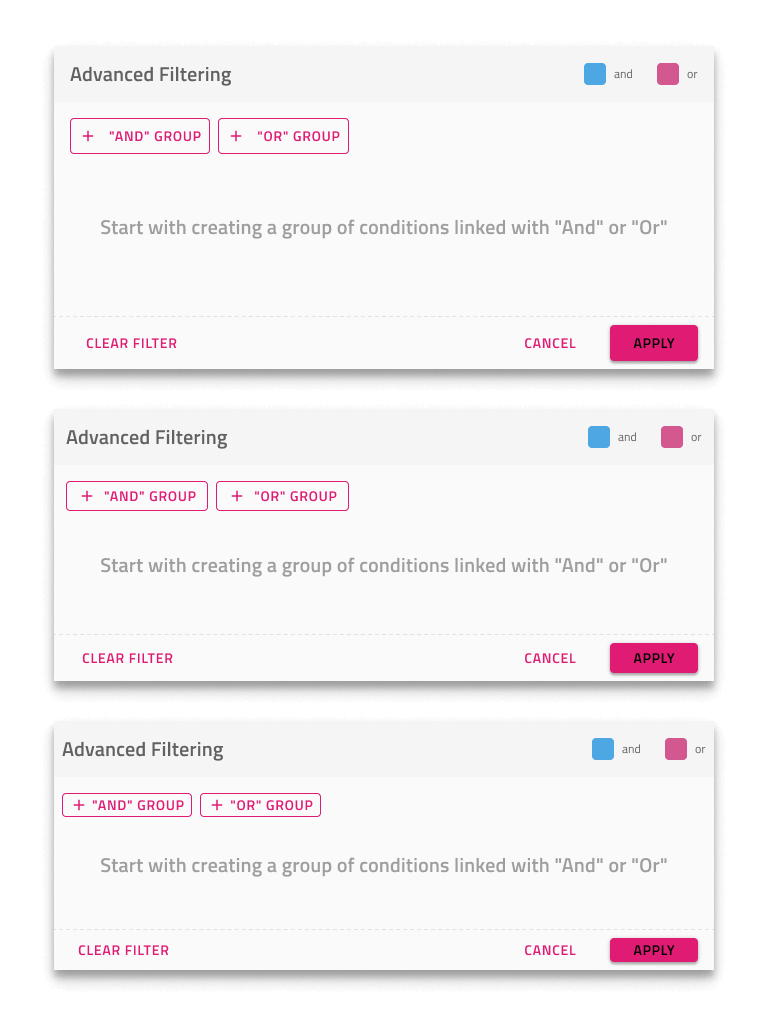 Advanced Filtering and or
+ "AND" GROUP + "OR" GROUP
Start with creating a group of conditions linked with "And" or "Or"
CLEAR FILTER CANCEL APPLY
Advanced Filtering and or
+ "AND" GROUP + "OR" GROUP
Start with creating a group of conditions linked with "And" or "Or"
CLEAR FILTER CANCEL APPLY
Advanced Filtering and or
+ "AND" GROUP + "OR" GROUP
Start with creating a group of conditions linked with "And" or "Or"
CLEAR FILTER CANCEL APPLY